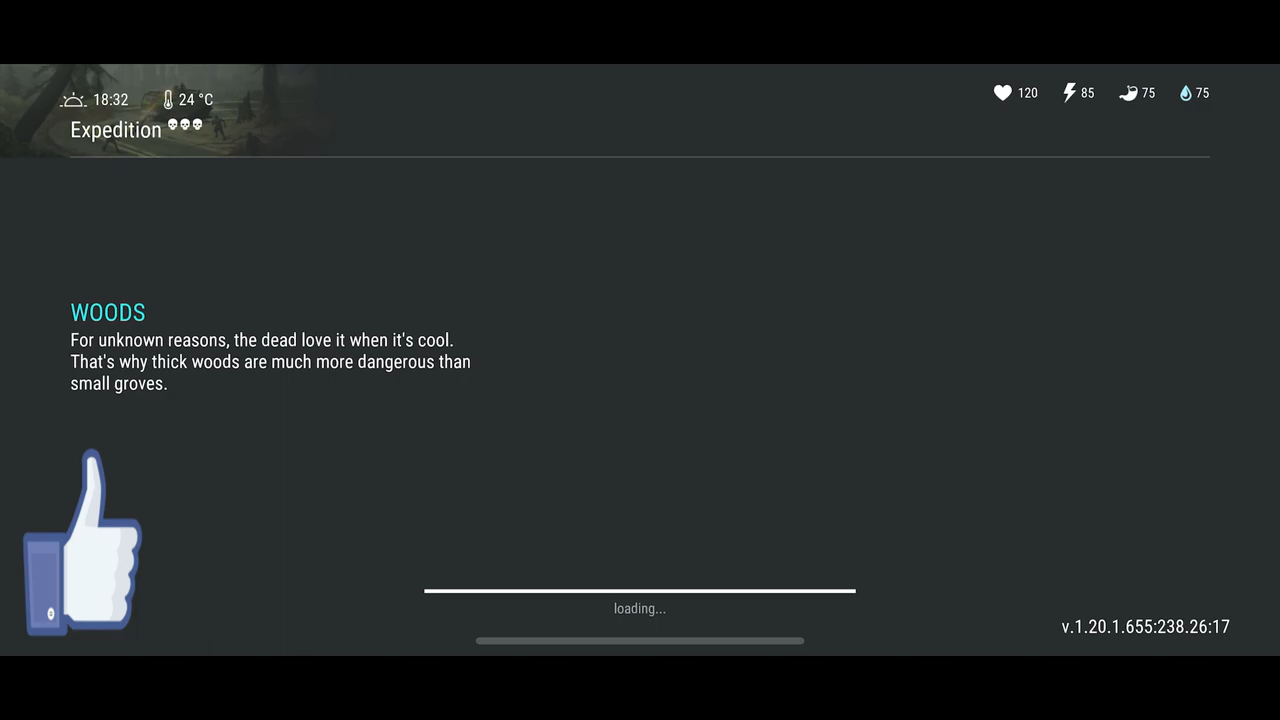 18:32 24 °C
120 85 75 75
Expedition
WOODS
For unknown reasons, the dead love it when it's cool.
That's why thick woods are much more dangerous than
small groves.
loading...
v.1.20.1.655:238.26:17